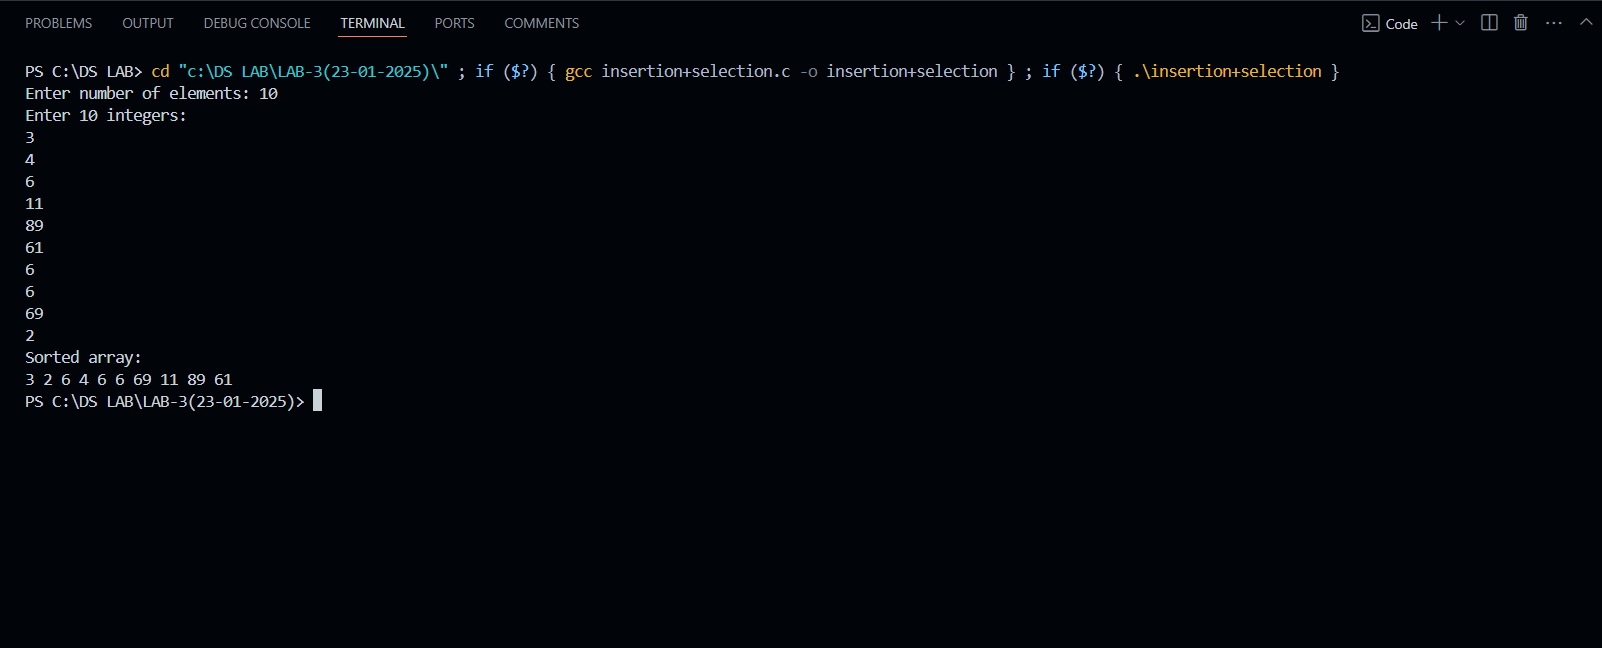 PROBLEMS OUTPUT DEBUG CONSOLE TERMINAL PORTS COMMENTS Code
PS C:\DS LAB> cd "c:\DS LAB\LAB-3(23-01-2025)\" ; if ($?) { gcc insertion+selection.c -o insertion+selection } ; if ($?) { .\insertion+selection }
Enter number of elements: 10
Enter 10 integers:
3
4
6
11
89
61
6
6
69
2
Sorted array:
3 2 6 4 6 6 69 11 89 61
PS C:\DS LAB\LAB-3(23-01-2025)>